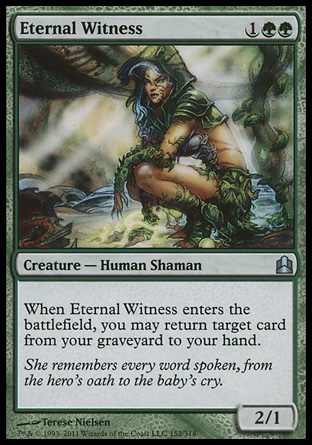 Eternal Witness 1
Creature — Human Shaman
When Eternal Witness enters the
battlefield, you may return target card
from your graveyard to your hand.
She remembers every word spoken, from
the hero's oath to the baby's cry.
Terese Nielsen
™ & © 1993–2011 Wizards of the Coast LLC 152/318
2/1